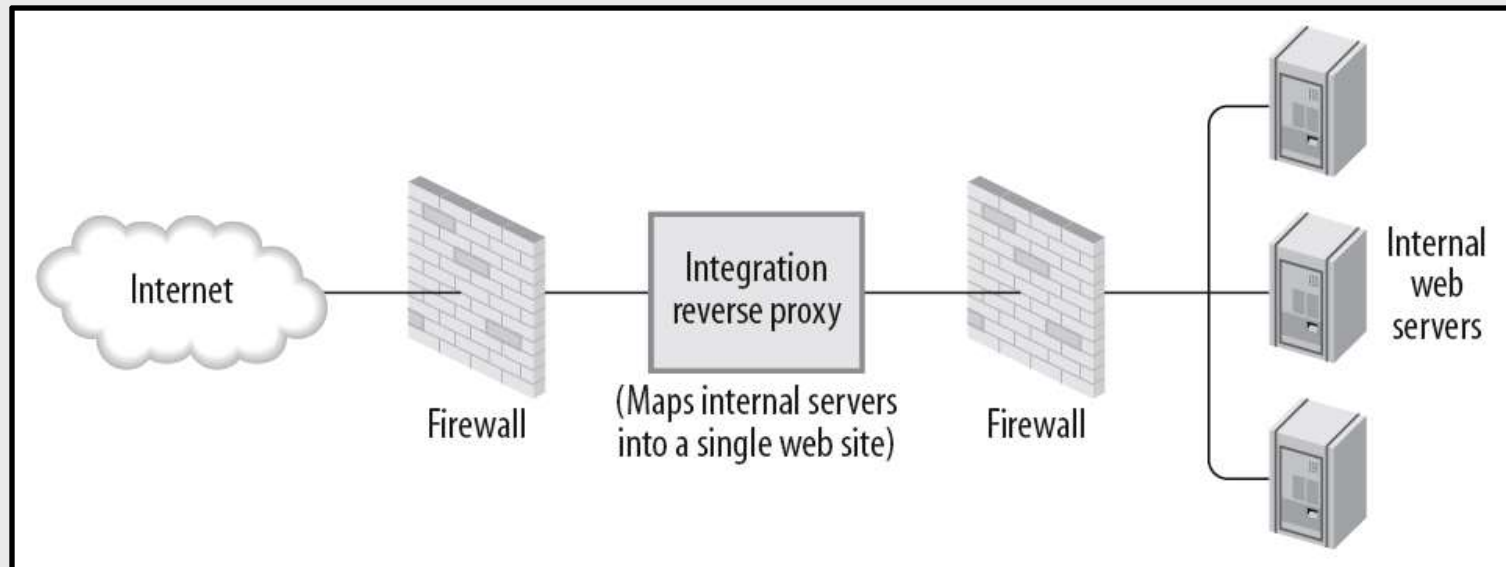 Internet
Firewall
Integration
reverse proxy
(Maps internal servers
into a single web site)
Firewall
Internal
web
servers